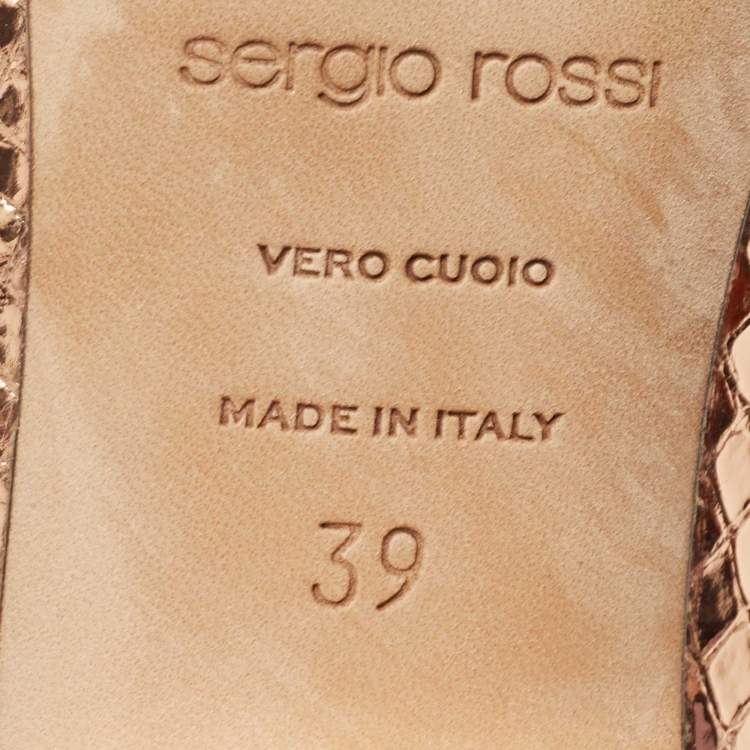 sergio rossi
VERO CUOIO
MADE IN ITALY
39